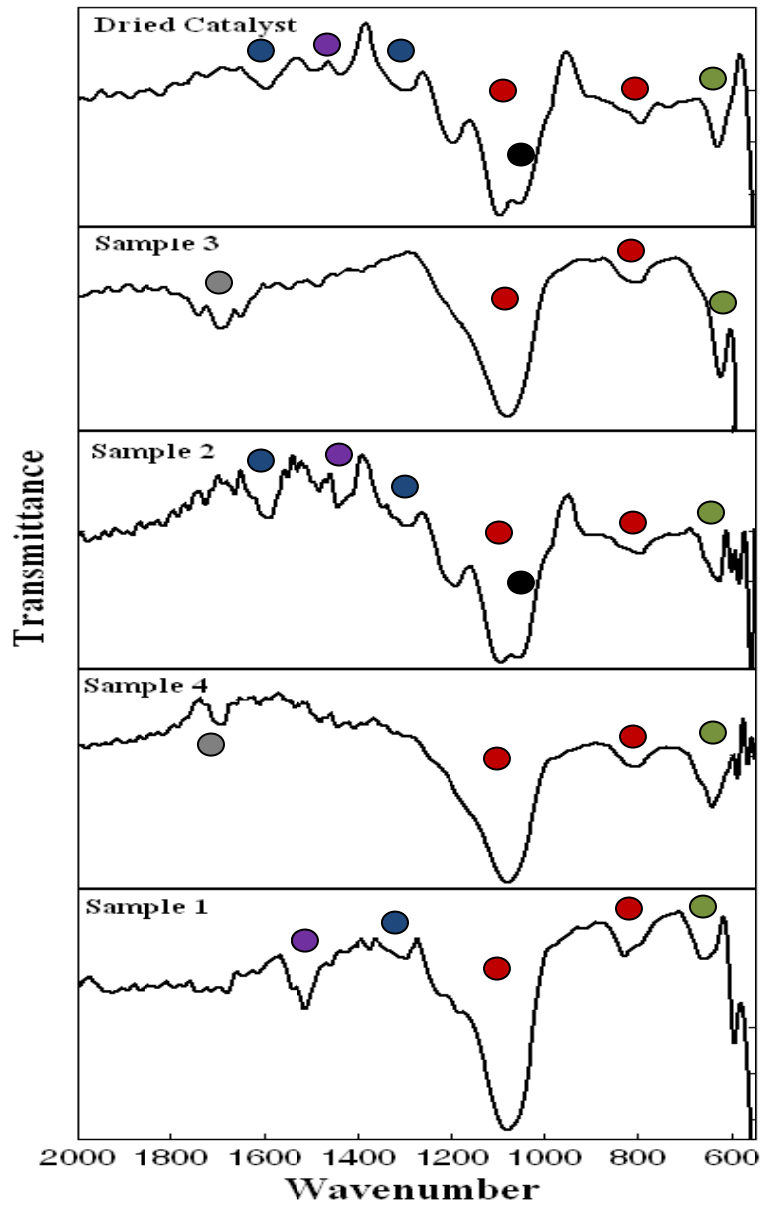 Dried Catalyst
Sample 3
Sample 2
Sample 4
Sample 1
Transmittance
2000 1800 1600 1400 1200 1000 800 600
Wavenumber